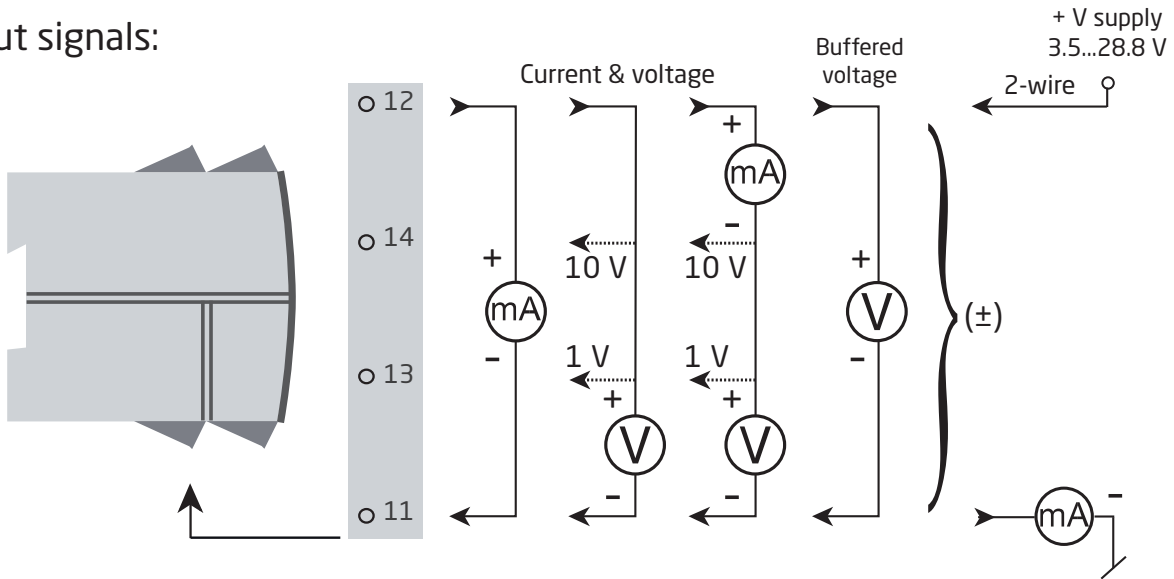 ut signals:
+ V supply
3.5...28.8 V
2-wire
Current & voltage
Buffered
voltage
12
14
13
11
+
mA
-
10 V
1 V
+
V
-
+
mA
-
10 V
1 V
+
V
-
+
V
-
(±)
mA
-